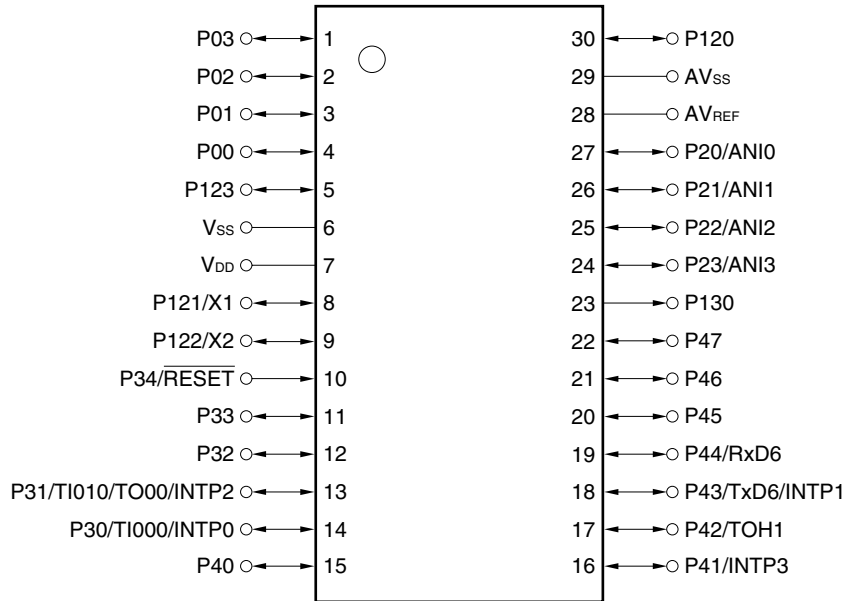 P03 1 30 P120
P02 2 29 AVSS
P01 3 28 AVREF
P00 4 27 P20/ANI0
P123 5 26 P21/ANI1
VSS 6 25 P22/ANI2
VDD 7 24 P23/ANI3
P121/X1 8 23 P130
P122/X2 9 22 P47
P34/RESET 10 21 P46
P33 11 20 P45
P32 12 19 P44/RxD6
P31/TI010/TO00/INTP2 13 18 P43/TxD6/INTP1
P30/TI000/INTP0 14 17 P42/TOH1
P40 15 16 P41/INTP3